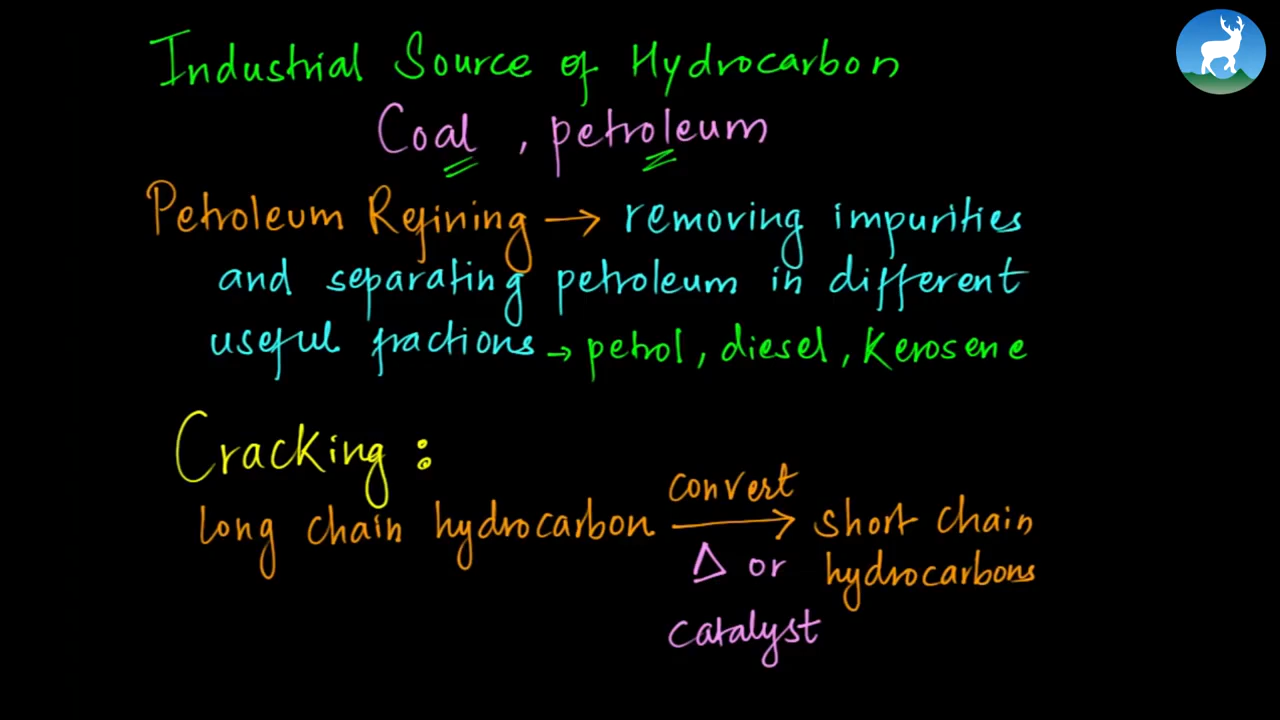 Industrial Source of Hydrocarbon
Coal, petroleum
Petroleum Refining → removing impurities
and separating petroleum in different
useful fractions → petrol, diesel, Kerosene
Cracking:
long chain hydrocarbon convert → short chain
Δ or hydrocarbons
catalyst